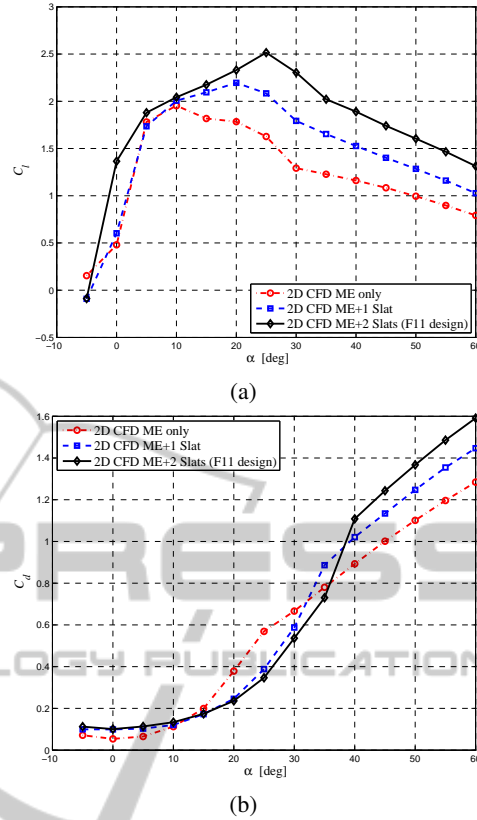 3
2.5
2
1.5
1
0.5
0
−0.5
−10 0 10 20 30 40 50 60
C_l
α [deg]
2D CFD ME only
2D CFD ME+1 Slat
2D CFD ME+2 Slats (F11 design)
(a)
1.6
1.4
1.2
1
0.8
0.6
0.4
0.2
0
−10 0 10 20 30 40 50 60
C_d
α [deg]
2D CFD ME only
2D CFD ME+1 Slat
2D CFD ME+2 Slats (F11 design)
PRESS
LOGY PUBLICATION
(b)